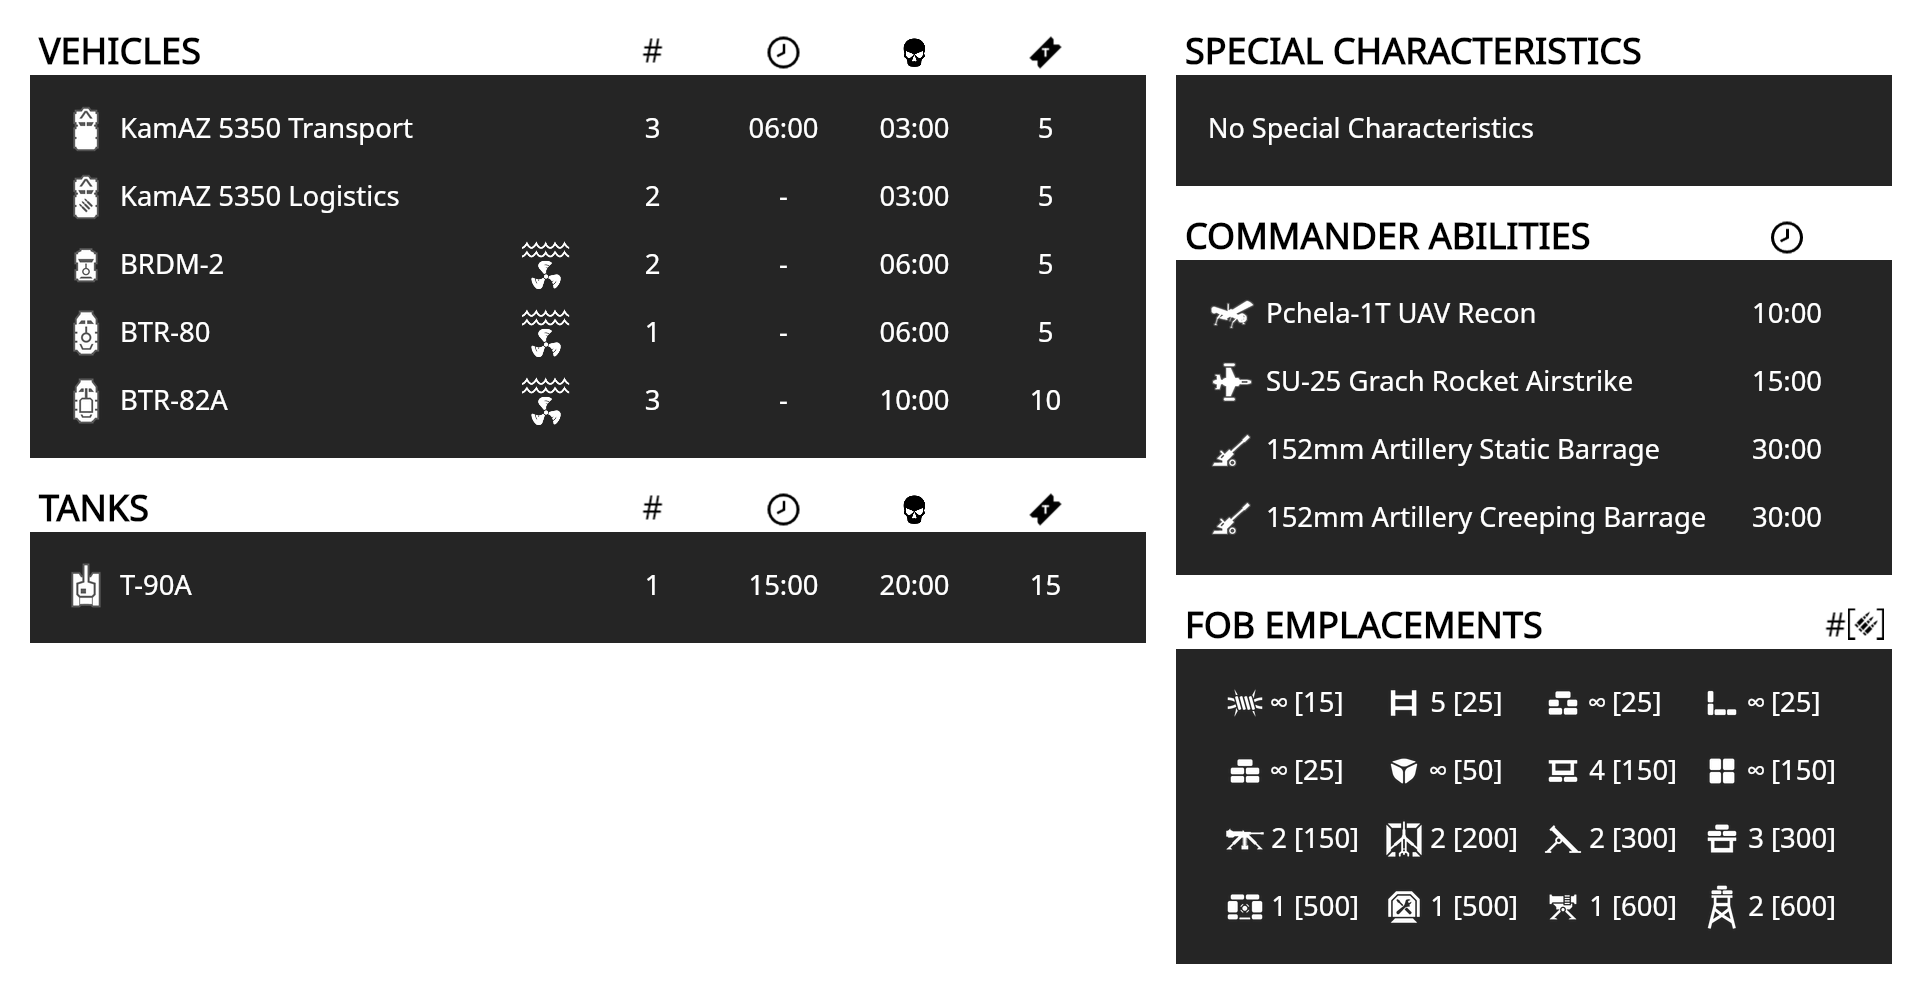 VEHICLES #
KamAZ 5350 Transport 3 06:00 03:00 5
KamAZ 5350 Logistics 2 - 03:00 5
BRDM-2 2 - 06:00 5
BTR-80 1 - 06:00 5
BTR-82A 3 - 10:00 10
TANKS #
T-90A 1 15:00 20:00 15
SPECIAL CHARACTERISTICS
No Special Characteristics
COMMANDER ABILITIES
Pchela-1T UAV Recon 10:00
SU-25 Grach Rocket Airstrike 15:00
152mm Artillery Static Barrage 30:00
152mm Artillery Creeping Barrage 30:00
FOB EMPLACEMENTS #[]
∞ [15] 5 [25] ∞ [25] ∞ [25]
∞ [25] ∞ [50] 4 [150] ∞ [150]
2 [150] 2 [200] 2 [300] 3 [300]
1 [500] 1 [500] 1 [600] 2 [600]